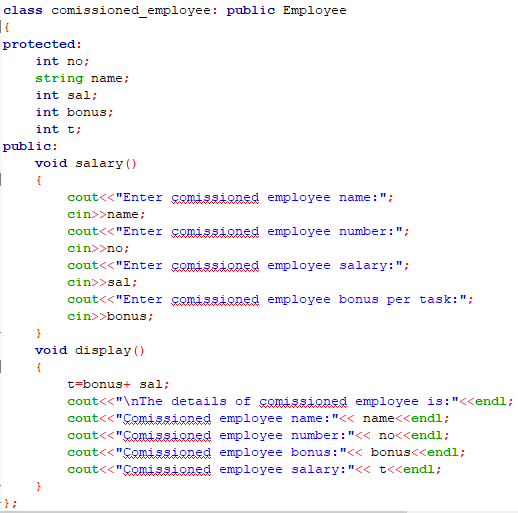 class comissioned_employee: public Employee
{
protected:
    int no;
    string name;
    int sal;
    int bonus;
    int t;
public:
    void salary()
    {
        cout<<"Enter comissioned employee name:";
        cin>>name;
        cout<<"Enter comissioned employee number:";
        cin>>no;
        cout<<"Enter comissioned employee salary:";
        cin>>sal;
        cout<<"Enter comissioned employee bonus per task:";
        cin>>bonus;
    }
    void display()
    {
        t=bonus+ sal;
        cout<<"\nThe details of comissioned employee is:"<<endl;
        cout<<"Comissioned employee name:"<< name<<endl;
        cout<<"Comissioned employee number:"<< no<<endl;
        cout<<"Comissioned employee bonus:"<< bonus<<endl;
        cout<<"Comissioned employee salary:"<< t<<endl;
    }
};